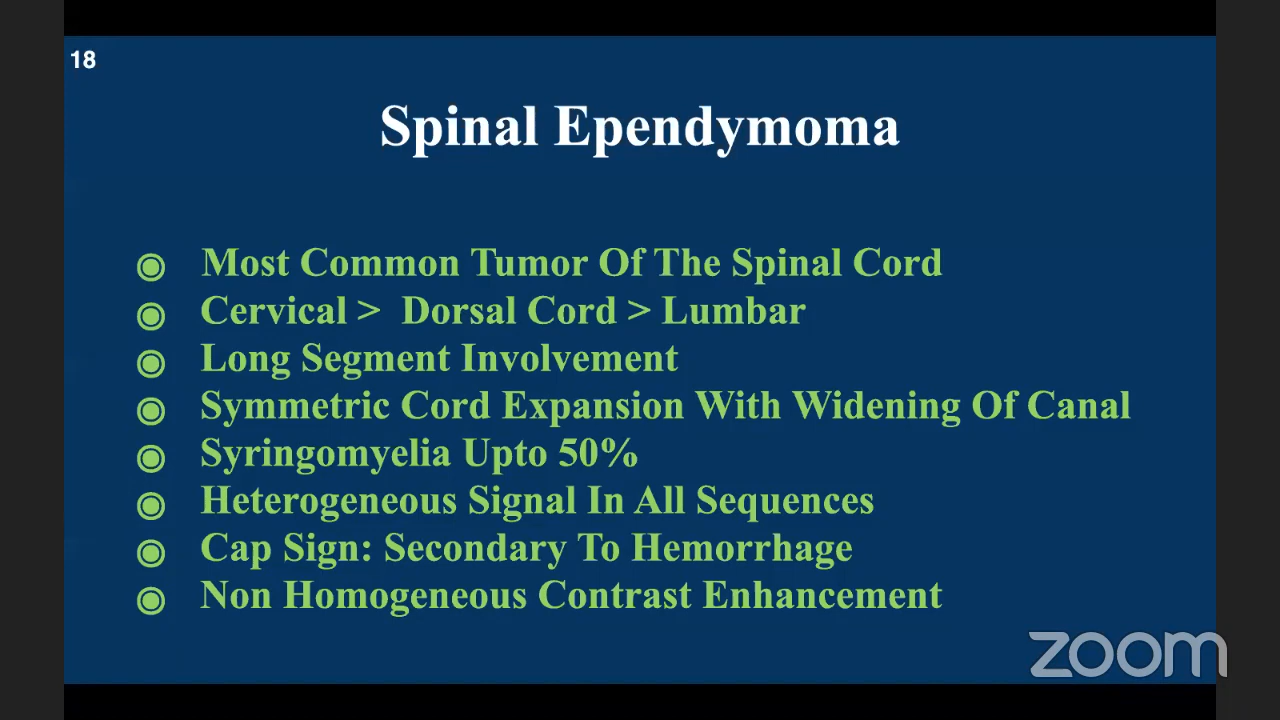 18
Spinal Ependymoma
Most Common Tumor Of The Spinal Cord
Cervical > Dorsal Cord > Lumbar
Long Segment Involvement
Symmetric Cord Expansion With Widening Of Canal
Syringomyelia Upto 50%
Heterogeneous Signal In All Sequences
Cap Sign: Secondary To Hemorrhage
Non Homogeneous Contrast Enhancement
zoom